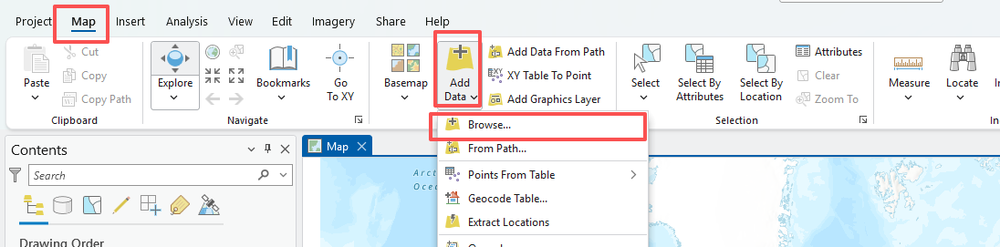 Project Map Insert Analysis View Edit Imagery Share Help
Paste
Cut
Copy
Copy Path
Clipboard
Explore
Bookmarks
Go
To XY
Navigate
Basemap
Add
Data
Add Data From Path
XY Table To Point
Add Graphics Layer
Select
Select By
Attributes
Select By
Location
Attributes
Clear
Zoom To
Selection
Measure
Locate
Browse...
From Path...
Points From Table
Geocode Table...
Extract Locations
Contents
Search
Drawing Order
Map